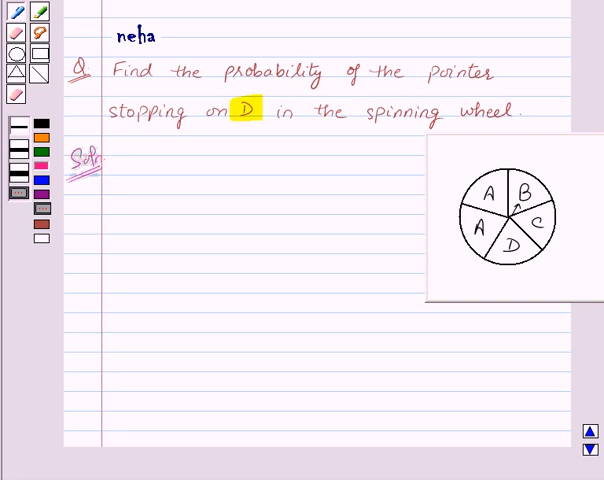 neha
Q Find the probability of the pointer
stopping on D in the spinning wheel.
Soln.
A B
A C
D